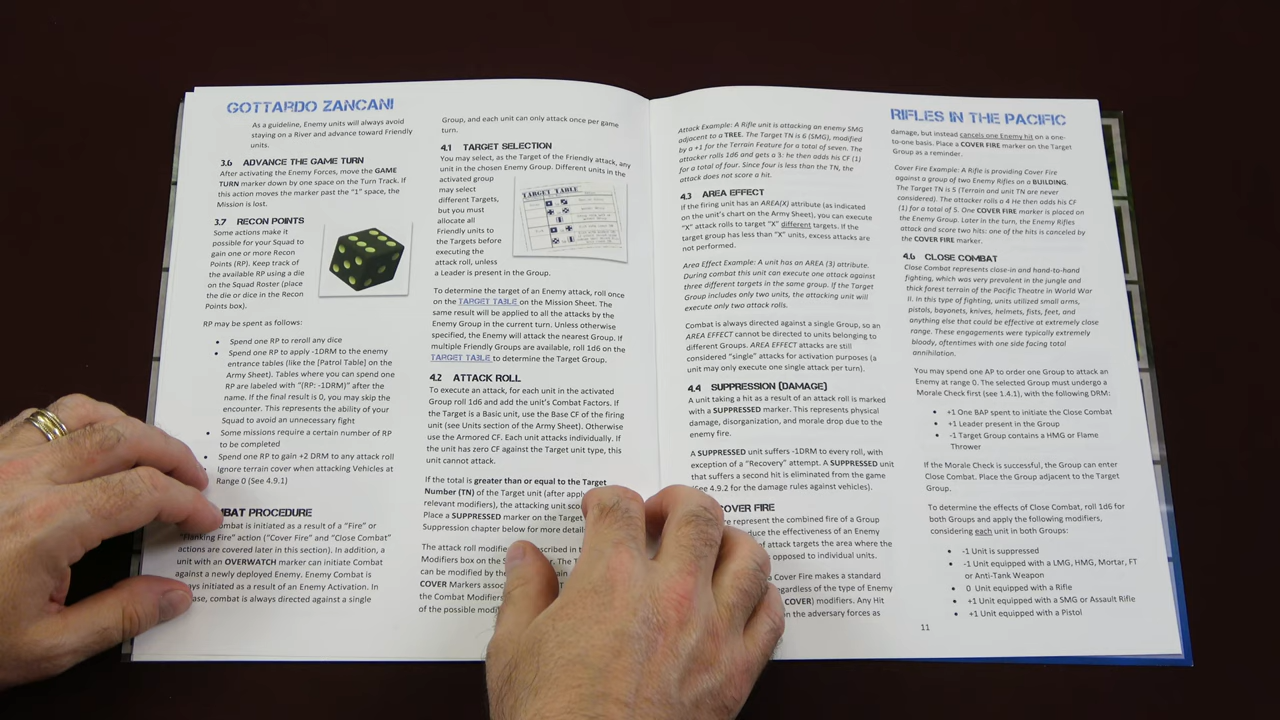 GOTTARDO ZANCANI
As a guideline, Enemy units will always avoid
staying on a River and advance toward Friendly
units.
3.6 ADVANCE THE GAME TURN
After activating the Enemy Forces, move the GAME
TURN marker down by one space on the Turn Track. If
this action moves the marker past the "1" space, the
Mission is lost.
3.7 RECON POINTS
Some actions make it
possible for your Squad to
gain one or more Recon
Points (RP). Keep track of
the available RP using a die
on the Squad Roster (place
the die or dice in the Recon
Points box).
RP may be spent as follows:
• Spend one RP to reroll any dice
• Spend one RP to apply -1DRM to the enemy
entrance tables (like the [Patrol Table] on the
Army Sheet). Tables where you can spend one
RP are labeled with "(RP: -1DRM)" after the
name. If the final result is 0, you may skip the
encounter. This represents the ability of your
Squad to avoid an unnecessary fight
• Some missions require a certain number of RP
to be completed
• Spend one RP to gain +2 DRM to any attack roll
Ignore terrain cover when attacking Vehicles at
Range 0 (See 4.9.1)
BAT PROCEDURE
Combat is initiated as a result of a "Fire" or
"Flanking Fire" action ("Cover Fire" and "Close Combat"
actions are covered later in this section). In addition, a
unit with an OVERWATCH marker can initiate Combat
against a newly deployed Enemy. Enemy Combat is
initiated as a result of an Enemy Activation. In
combat is always directed against a single
Group, and each unit can only attack once per game
turn.
4.1 TARGET SELECTION
You may select, as the Target of the Friendly attack, any
unit in the chosen Enemy Group. Different units in the
activated group
may select
different Targets,
but you must
allocate all
Friendly units to
the Targets before
executing the
attack roll, unless
a Leader is present in the Group.
TARGET TABLE
To determine the target of an Enemy attack, roll once
on the TARGET TABLE on the Mission Sheet. The
same result will be applied to all the attacks by the
Enemy Group in the current turn. Unless otherwise
specified, the Enemy will attack the nearest Group. If
multiple Friendly Groups are available, roll 1d6 on the
TARGET TABLE to determine the Target Group.
4.2 ATTACK ROLL
To execute an attack, for each unit in the activated
Group roll 1d6 and add the unit's Combat Factors. If
the Target is a Basic unit, use the Base CF of the firing
unit (see Units section of the Army Sheet). Otherwise
use the Armored CF. Each unit attacks individually. If
the unit has zero CF against the Target unit type, this
unit cannot attack.
If the total is greater than or equal to the Target
Number (TN) of the Target unit (after
relevant modifiers), the attacking unit
Place a SUPPRESSED marker on the Target
Suppression chapter below for more
The attack roll described in
Modifiers box on the
can be modified by the
COVER Markers
of the possible
Attack Example: A Rifle unit is attacking an enemy SMG
adjacent to a TREE. The Target TN is 6 (SMG), modified
by a +1 for the Terrain Feature for a total of seven. The
attacker rolls 1d6 and gets a 3: he then adds his CF (1)
for a total of four. Since four is less than the TN, the
attack does not score a hit.
4.3 AREA EFFECT
If the firing unit has an AREA(X) attribute (as indicated
on the unit's chart on the Army Sheet), you can execute
"X" attack rolls to target "X" different targets. If the
target group has less than "X" units, excess attacks are
not performed.
Area Effect Example: A unit has an AREA (3) attribute.
During combat this unit can execute one attack against
three different targets in the same group. If the Target
Group includes only two units, the attacking unit will
execute only two attack rolls.
Combat is always directed against a single Group, so an
AREA EFFECT cannot be directed to units belonging to
different Groups. AREA EFFECT attacks are still
considered "single" attacks for activation purposes (a
unit may only execute one single attack per turn).
4.4 SUPPRESSION (DAMAGE)
A unit taking a hit as a result of an attack roll is marked
with a SUPPRESSED marker. This represents physical
damage, disorganization, and morale drop due to the
enemy fire.
A SUPPRESSED unit suffers -1DRM to every roll, with
exception of a "Recovery" attempt. A SUPPRESSED unit
that suffers a second hit is eliminated from the game
(See 4.9.2 for the damage rules against vehicles).
COVER FIRE
represent the combined fire of a Group
the effectiveness of an Enemy
attack targets the area where the
opposed to individual units.
a Cover Fire makes a standard
regardless of the type of Enemy
COVER) modifiers. Any Hit
on the adversary forces as
RIFLES IN THE PACIFIC
damage, but instead cancels one Enemy hit on a one-
to-one basis. Place a COVER FIRE marker on the Target
Group as a reminder.
Cover Fire Example: A Rifle is providing Cover Fire
against a group of two Enemy Rifles on a BUILDING.
The Target TN is 5 (Terrain and unit TN are never
considered). The attacker rolls a 4 He then adds his CF
(1) for a total of 5. One COVER FIRE marker is placed on
the Enemy Group. Later in the turn, the Enemy Rifles
attack and score two hits: one of the hits is canceled by
the COVER FIRE marker.
4.6 CLOSE COMBAT
Close Combat represents close-in and hand-to-hand
fighting, which was very prevalent in the jungle and
thick forest terrain of the Pacific Theatre in World War
II. In this type of fighting, units utilized small arms,
pistols, bayonets, knives, helmets, fists, feet, and
anything else that could be effective at extremely close
range. These engagements were typically extremely
bloody, oftentimes with one side facing total
annihilation.
You may spend one AP to order one Group to attack an
Enemy at range 0. The selected Group must undergo a
Morale Check first (see 1.4.1), with the following DRM:
• +1 One BAP spent to initiate the Close Combat
• +1 Leader present in the Group
• -1 Target Group contains a HMG or Flame
Thrower
If the Morale Check is successful, the Group can enter
Close Combat. Place the Group adjacent to the Target
Group.
To determine the effects of Close Combat, roll 1d6 for
both Groups and apply the following modifiers,
considering each unit in both Groups:
• -1 Unit is suppressed
• -1 Unit equipped with a LMG, HMG, Mortar, FT
or Anti-Tank Weapon
• 0 Unit equipped with a Rifle
• +1 Unit equipped with a SMG or Assault Rifle
• +1 Unit equipped with a Pistol
11